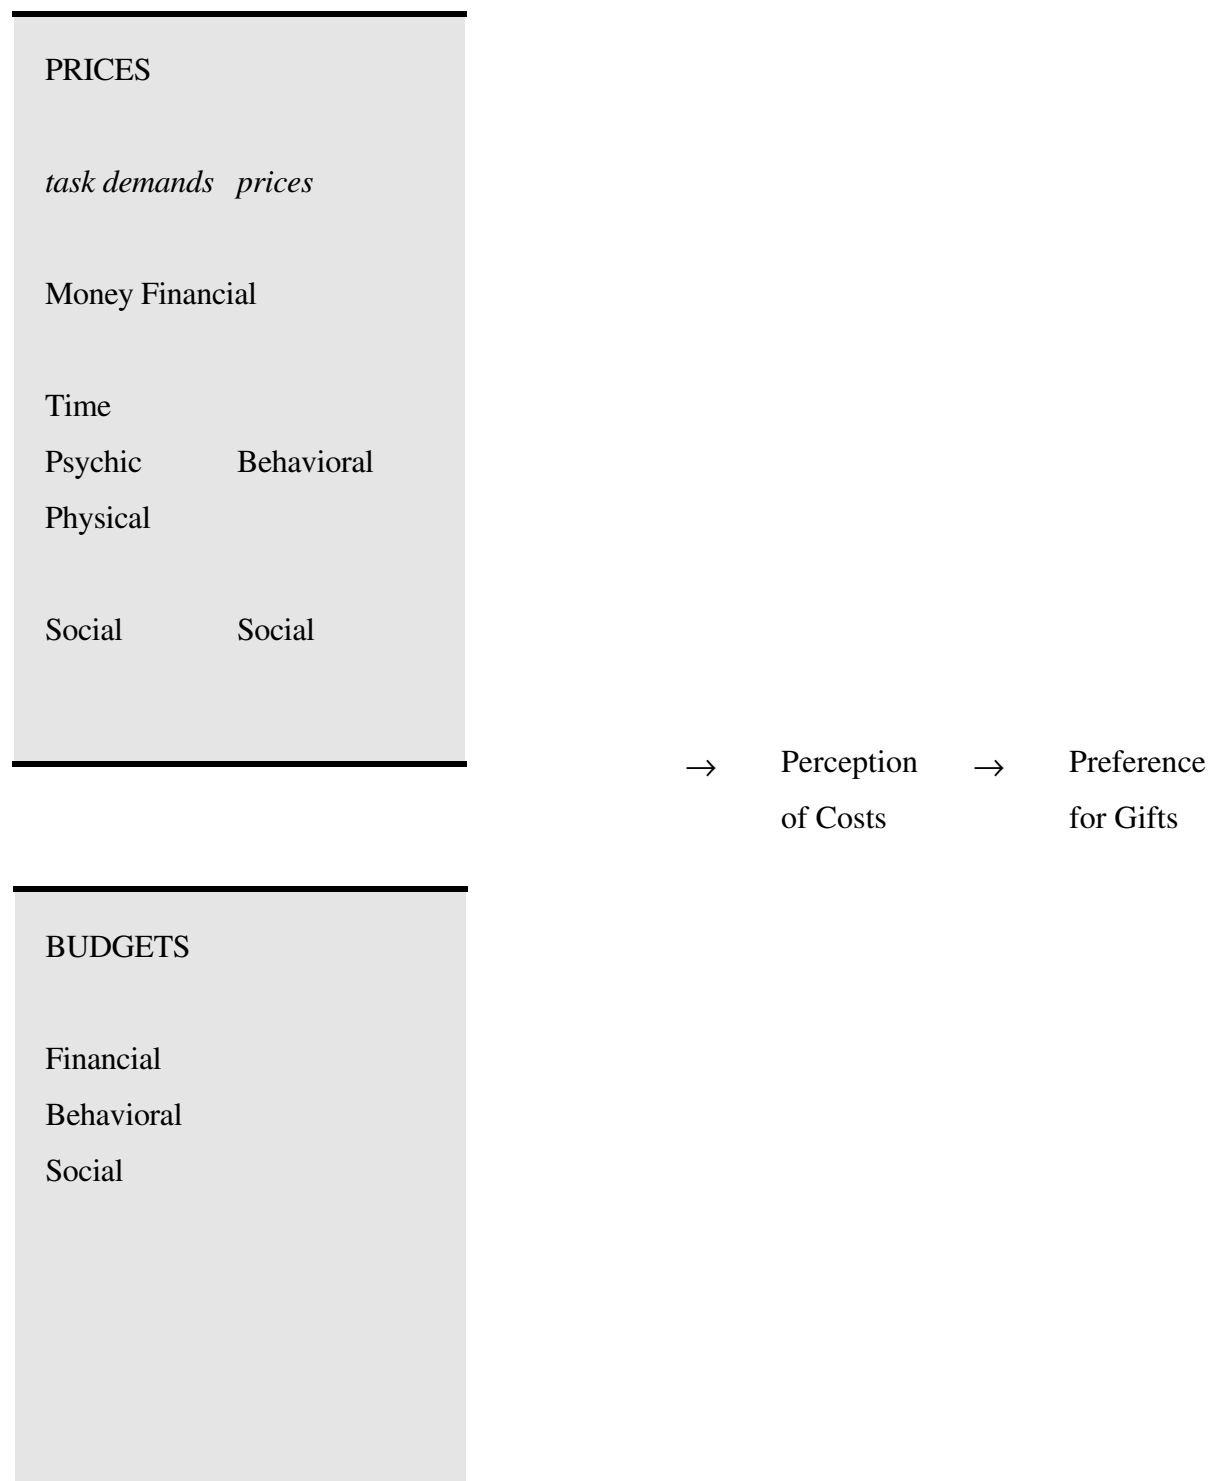 PRICES
task demands prices
Money Financial
Time
Psychic Behavioral
Physical
Social Social
→ Perception → Preference
of Costs for Gifts
BUDGETS
Financial
Behavioral
Social